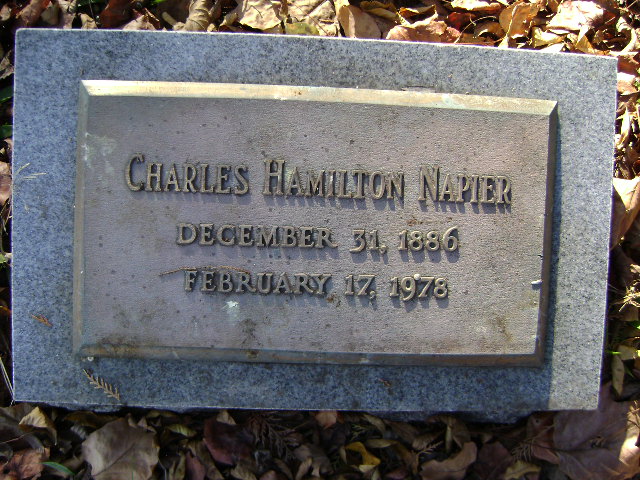 CHARLES HAMILTON NAPIER
DECEMBER 31, 1886
FEBRUARY 17, 1978